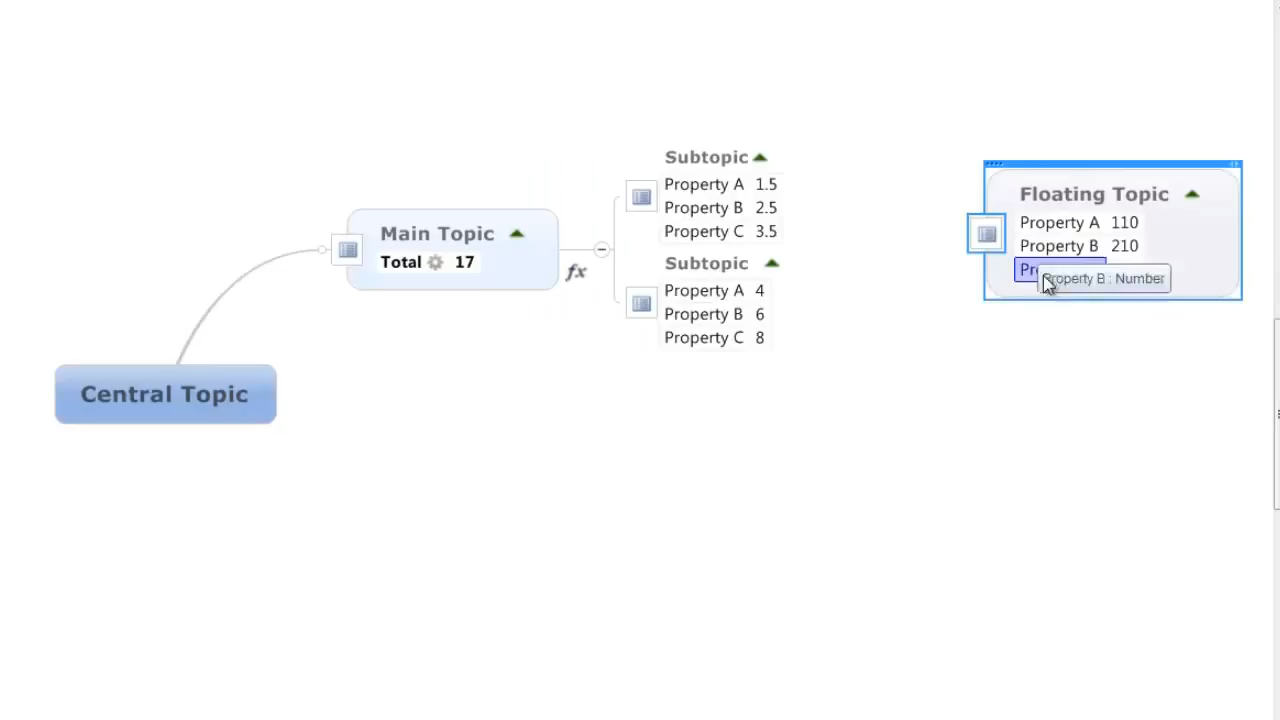 Subtopic
Property A 1.5
Property B 2.5
Property C 3.5
Main Topic
Total 17
fx
Subtopic
Property A 4
Property B 6
Property C 8
Floating Topic
Property A 110
Property B 210
Property B : Number
Central Topic